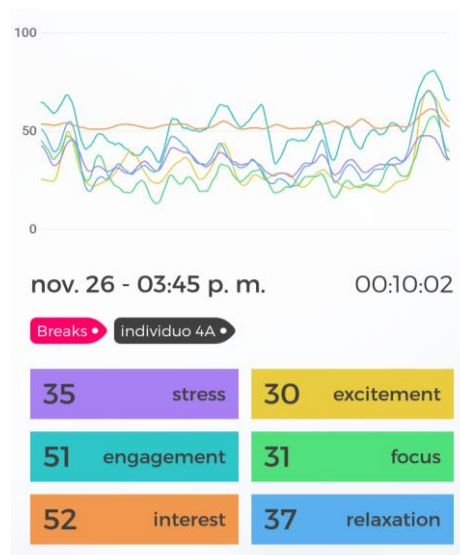 100
50
0
nov. 26 - 03:45 p. m. 00:10:02
Breaks individuo 4A
35 stress 30 excitement
51 engagement 31 focus
52 interest 37 relaxation